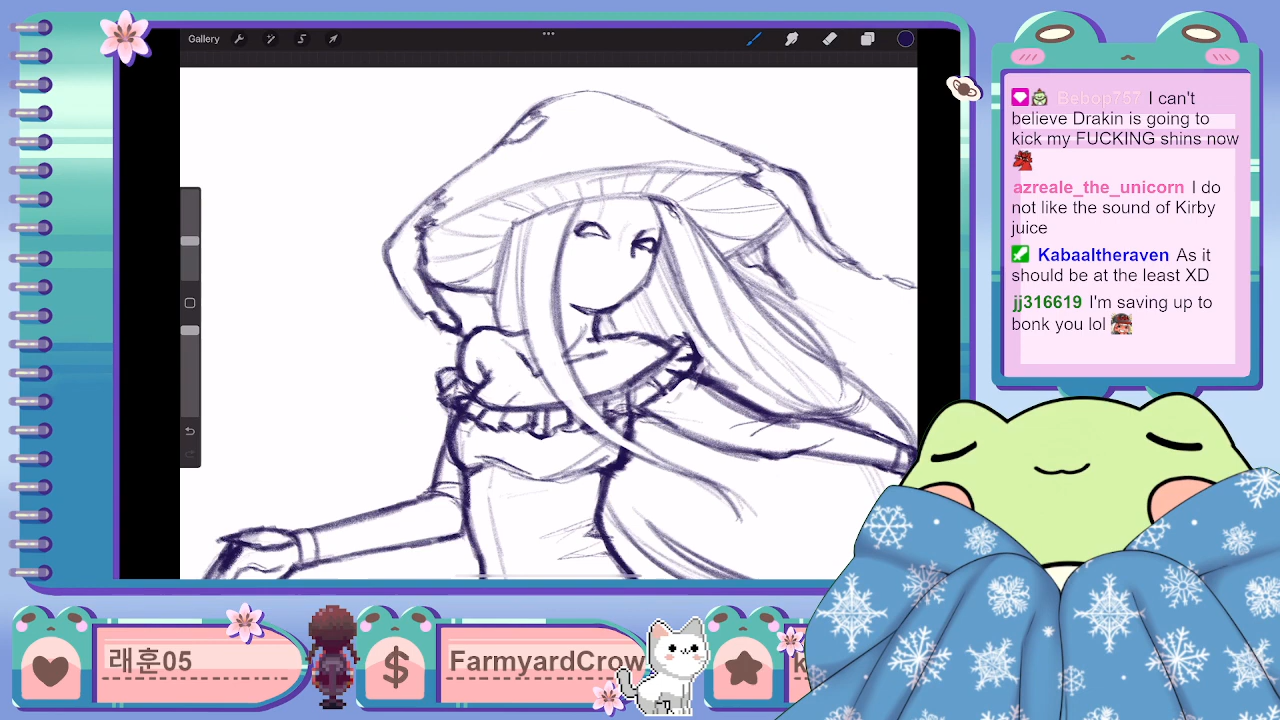 Gallery
Bebop757 I can't
believe Drakin is going to
kick my FUCKING shins now
azreale_the_unicorn I do
not like the sound of Kirby
juice
Kabaaltheraven As it
should be at the least XD
jj316619 I'm saving up to
bonk you lol
래훈05
FarmyardCrow